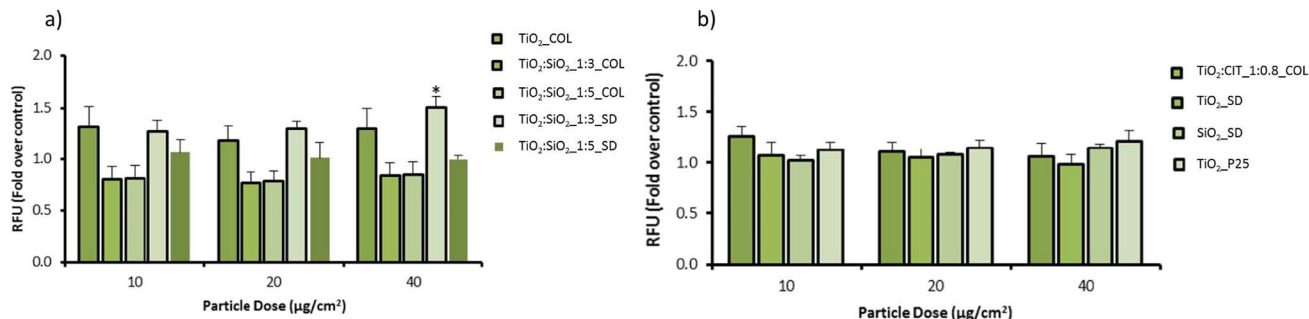 a)
RFU (Fold over control)
2.0
1.5
1.0
0.5
0.0
*
10
20
40
Particle Dose (µg/cm²)
TiO₂_COL
TiO₂:SiO₂_1:3_COL
TiO₂:SiO₂_1:5_COL
TiO₂:SiO₂_1:3_SD
TiO₂:SiO₂_1:5_SD
b)
RFU (Fold over control)
2.0
1.5
1.0
0.5
0.0
10
20
40
Particle Dose (µg/cm²)
TiO₂:CIT_1:0.8_COL
TiO₂_SD
SiO₂_SD
TiO₂_P25